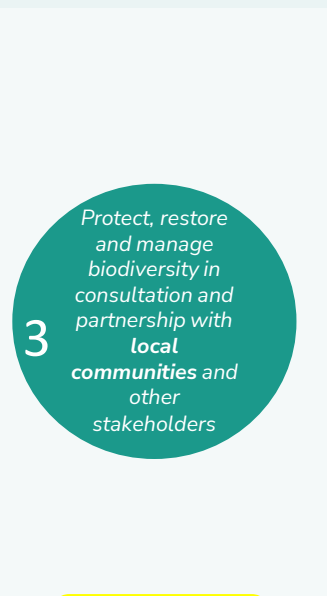 Protect, restore
and manage
biodiversity in
consultation and
partnership with
local
communities and
other
stakeholders
3